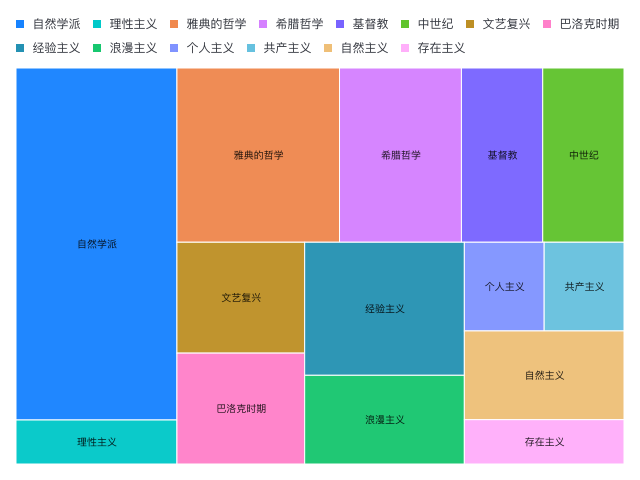 自然学派 理性主义 雅典的哲学 希腊哲学 基督教 中世纪 文艺复兴 巴洛克时期
经验主义 浪漫主义 个人主义 共产主义 自然主义 存在主义
雅典的哲学
希腊哲学
基督教
中世纪
自然学派
文艺复兴
经验主义
个人主义
共产主义
自然主义
巴洛克时期
浪漫主义
理性主义
存在主义